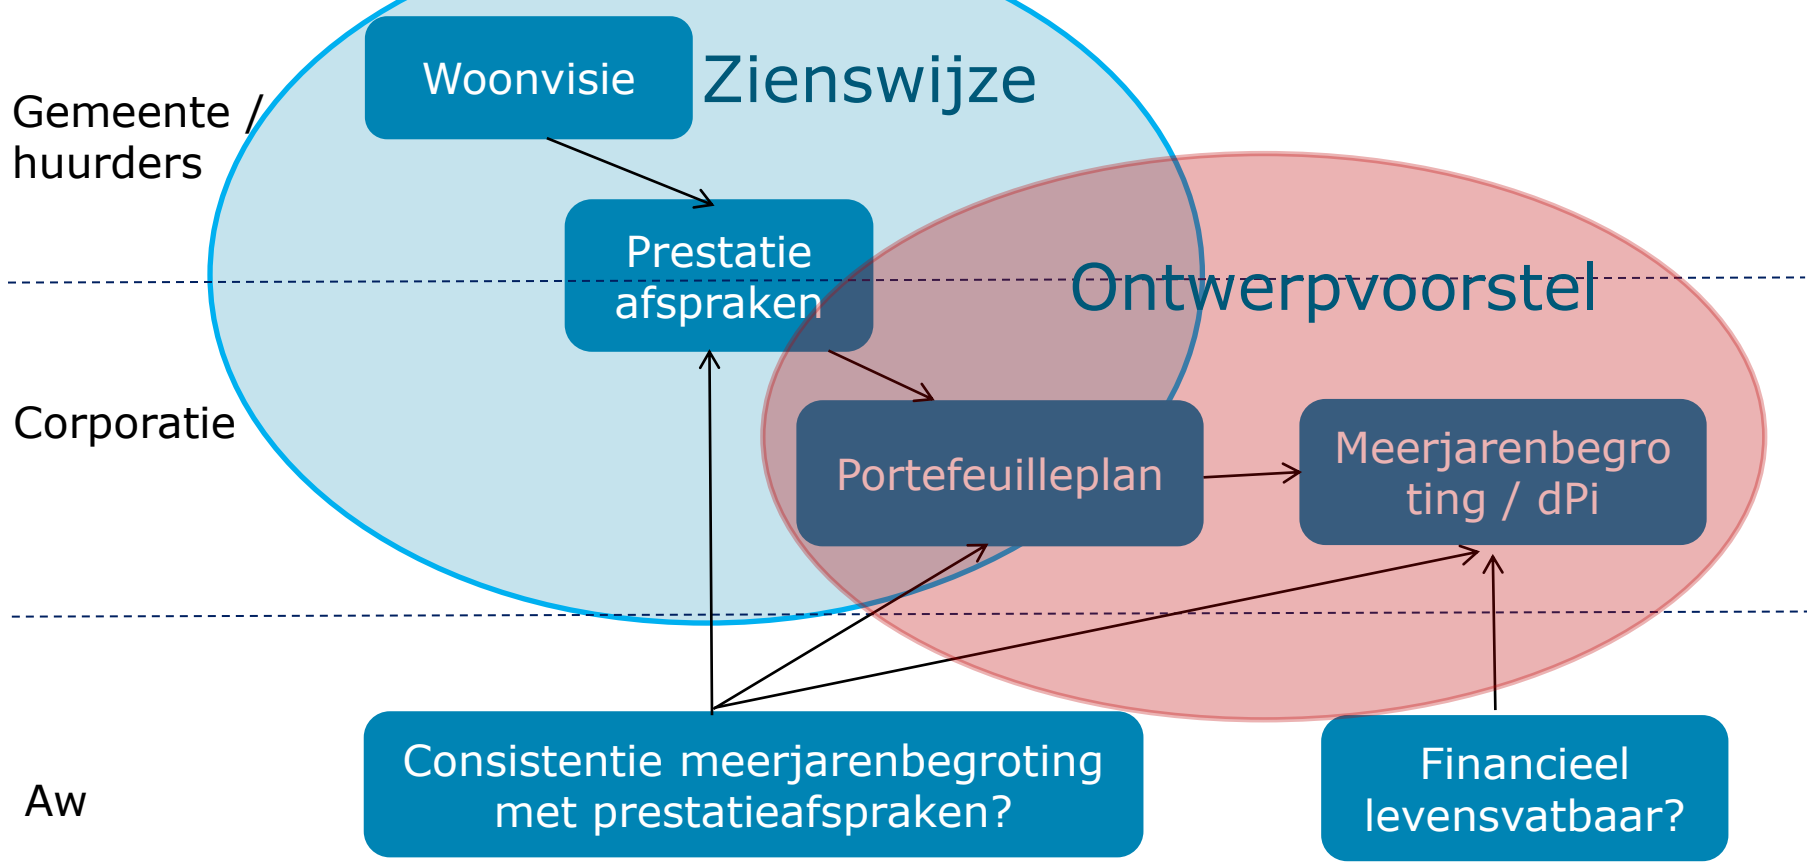 Woonvisie
Zienswijze
Gemeente /
huurders
Prestatie
afspraken
Ontwerpvoorstel
Corporatie
Portefeuilleplan
Meerjarenbegro
ting / dPi
Consistentie meerjarenbegroting
met prestatieafspraken?
Financieel
levensvatbaar?
Aw